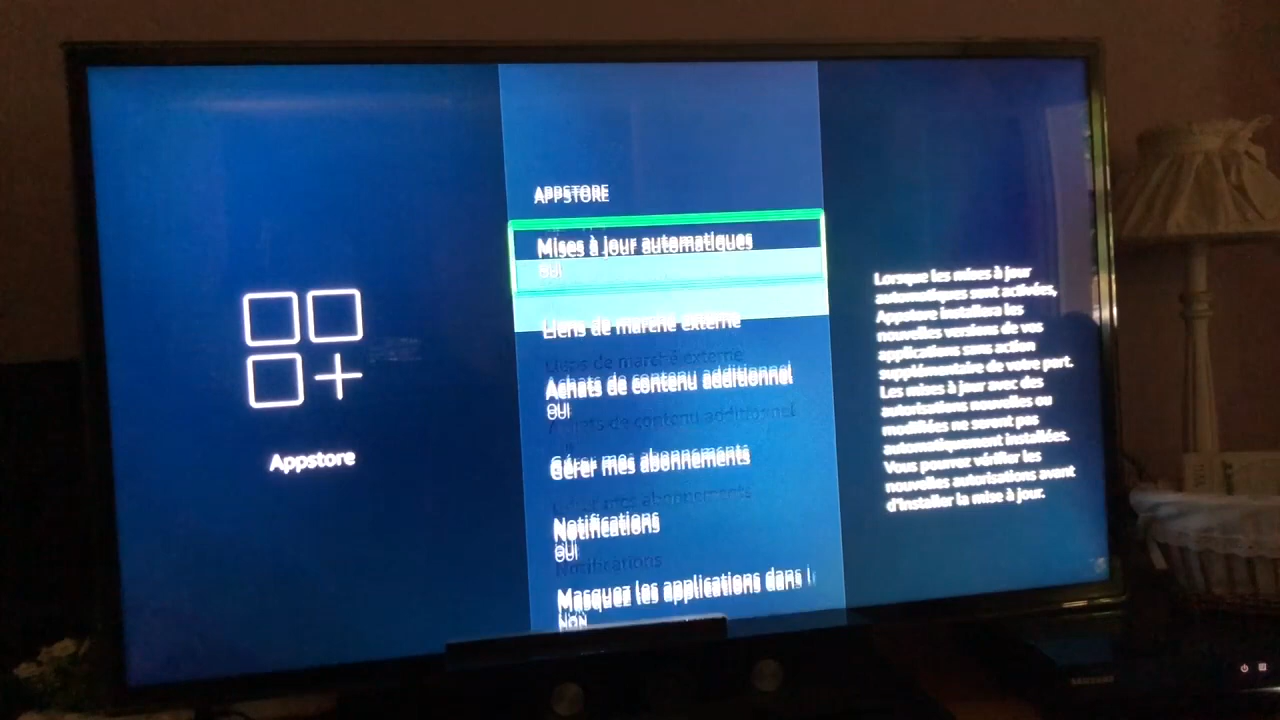 APPSTORE
Mises à jour automatiques
OUI
Liens de marché externe
Achats de contenu additionnel
OUI
Gérer mes abonnements
Notifications
OUI
Masquez les applications dans l
NON
Appstore
Lorsque les mises à jour
automatiques sont activées,
Appstore installera les
nouvelles versions de vos
applications sans action
supplémentaire de votre part.
Les mises à jour avec des
autorisations nouvelles ou
modifiées ne seront pas
automatiquement installées.
Vous pouvez vérifier les
nouvelles autorisations avant
d'installer la mise à jour.
SAMSUNG